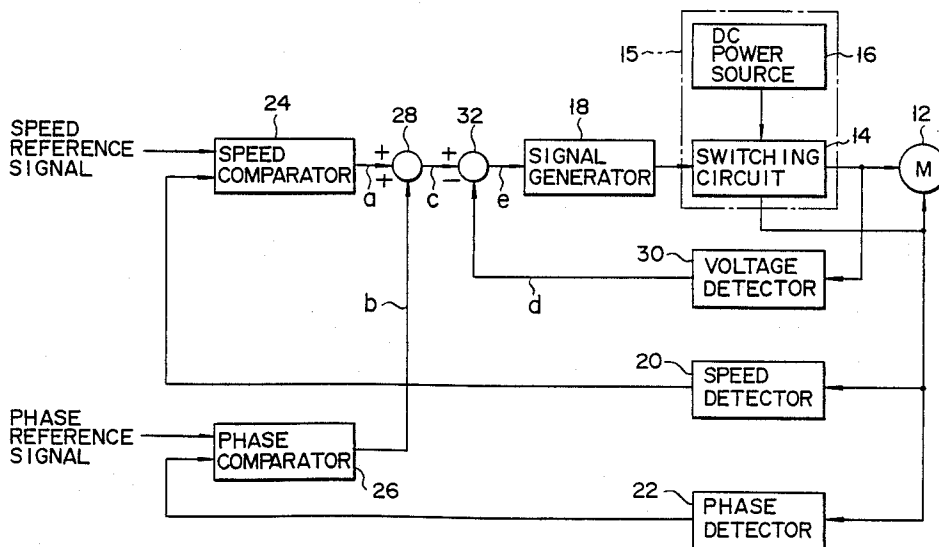 DC
POWER
SOURCE
15
16
24
28
32
18
12
SPEED
REFERENCE
SIGNAL
SPEED
COMPARATOR
+
+
a
c
+
−
e
SIGNAL
GENERATOR
SWITCHING
CIRCUIT
14
M
30
VOLTAGE
DETECTOR
d
b
20
SPEED
DETECTOR
PHASE
REFERENCE
SIGNAL
PHASE
COMPARATOR
26
22
PHASE
DETECTOR